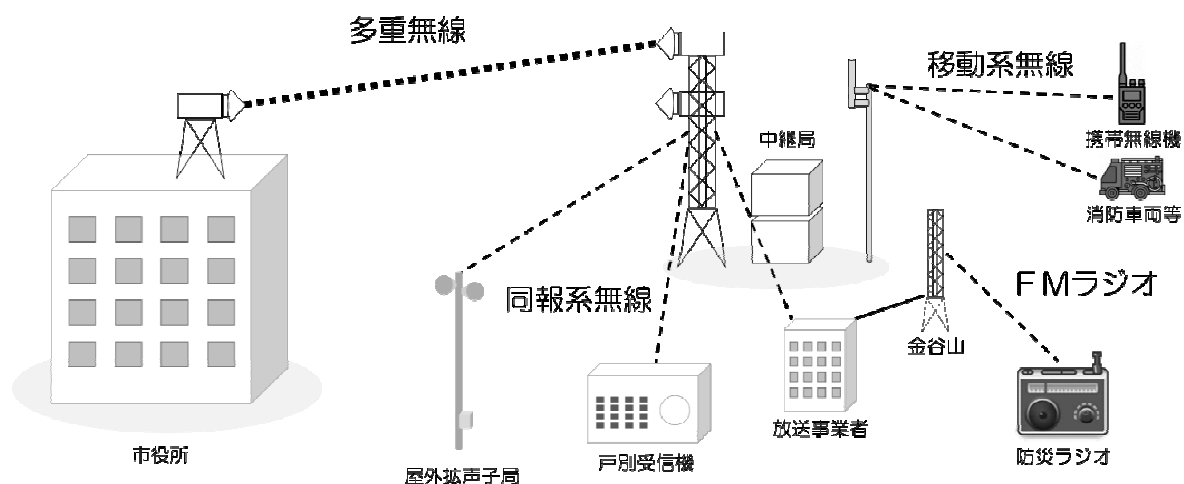 多重無線
移動系無線
携帯無線機
中継局
消防車両等
同報系無線
FMラジオ
金谷山
市役所
屋外拡声子局
戸別受信機
放送事業者
防災ラジオ